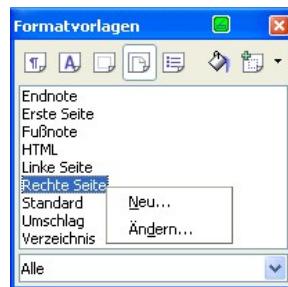 Formatvorlagen
Endnote
Erste Seite
Fußnote
HTML
Linke Seite
Rechte Seite
Standard
Neu...
Umschlag
Ändern...
Verzeichnis
Alle